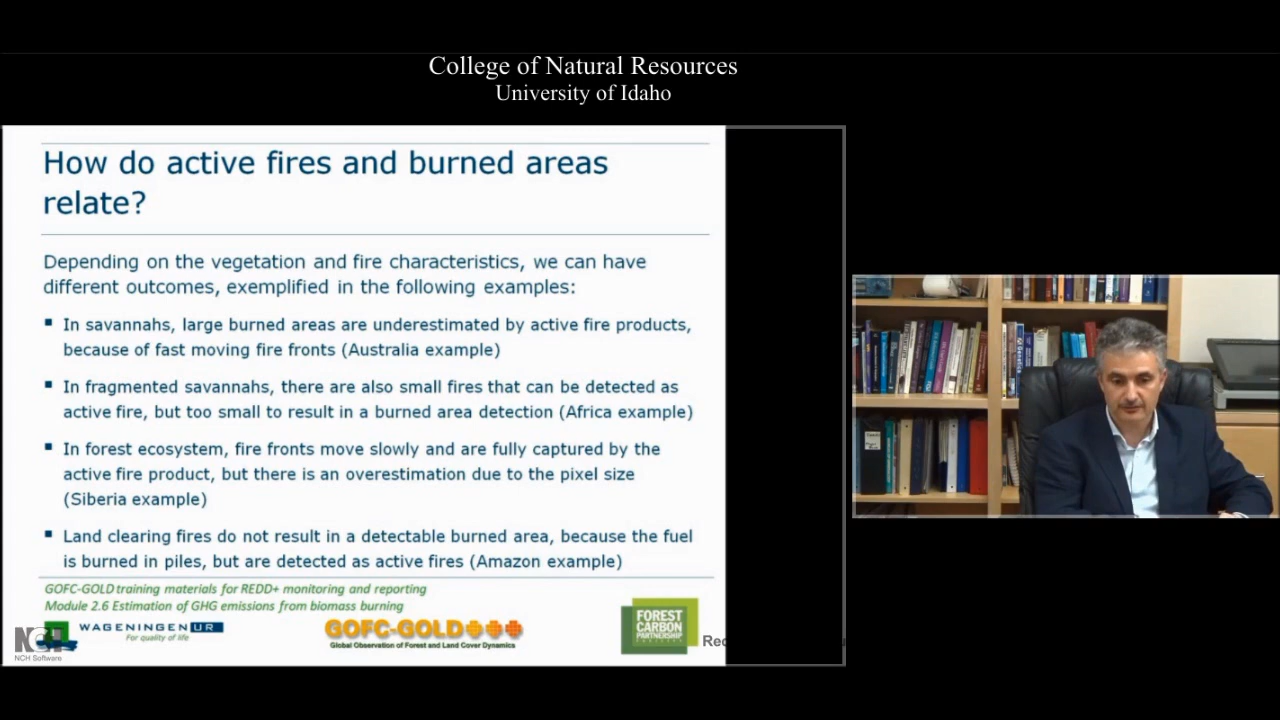 College of Natural Resources
University of Idaho
How do active fires and burned areas
relate?
Depending on the vegetation and fire characteristics, we can have
different outcomes, exemplified in the following examples:
▪ In savannahs, large burned areas are underestimated by active fire products,
because of fast moving fire fronts (Australia example)
▪ In fragmented savannahs, there are also small fires that can be detected as
active fire, but too small to result in a burned area detection (Africa example)
▪ In forest ecosystem, fire fronts move slowly and are fully captured by the
active fire product, but there is an overestimation due to the pixel size
(Siberia example)
▪ Land clearing fires do not result in a detectable burned area, because the fuel
is burned in piles, but are detected as active fires (Amazon example)
GOFC-GOLD training materials for REDD+ monitoring and reporting
Module 2.6 Estimation of GHG emissions from biomass burning
NCH
NCH Software
WAGENINGEN UR
For quality of life
GOFC-GOLD
Global Observation of Forest and Land Cover Dynamics
FOREST
CARBON
PARTNERSHIP